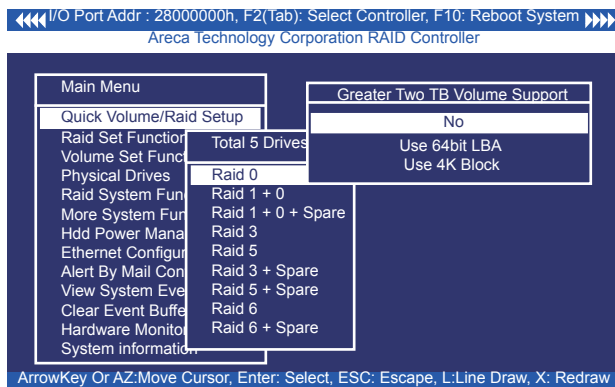 I/O Port Addr : 28000000h, F2(Tab): Select Controller, F10: Reboot System
Areca Technology Corporation RAID Controller
Main Menu
Quick Volume/Raid Setup
Raid Set Function
Volume Set Funct
Physical Drives
Raid System Fun
More System Fun
Hdd Power Mana
Ethernet Configur
Alert By Mail Con
View System Eve
Clear Event Buffe
Hardware Monitor
System information
Total 5 Drives
Raid 0
Raid 1 + 0
Raid 1 + 0 + Spare
Raid 3
Raid 5
Raid 3 + Spare
Raid 5 + Spare
Raid 6
Raid 6 + Spare
Greater Two TB Volume Support
No
Use 64bit LBA
Use 4K Block
ArrowKey Or AZ:Move Cursor, Enter: Select, ESC: Escape, L:Line Draw, X: Redraw